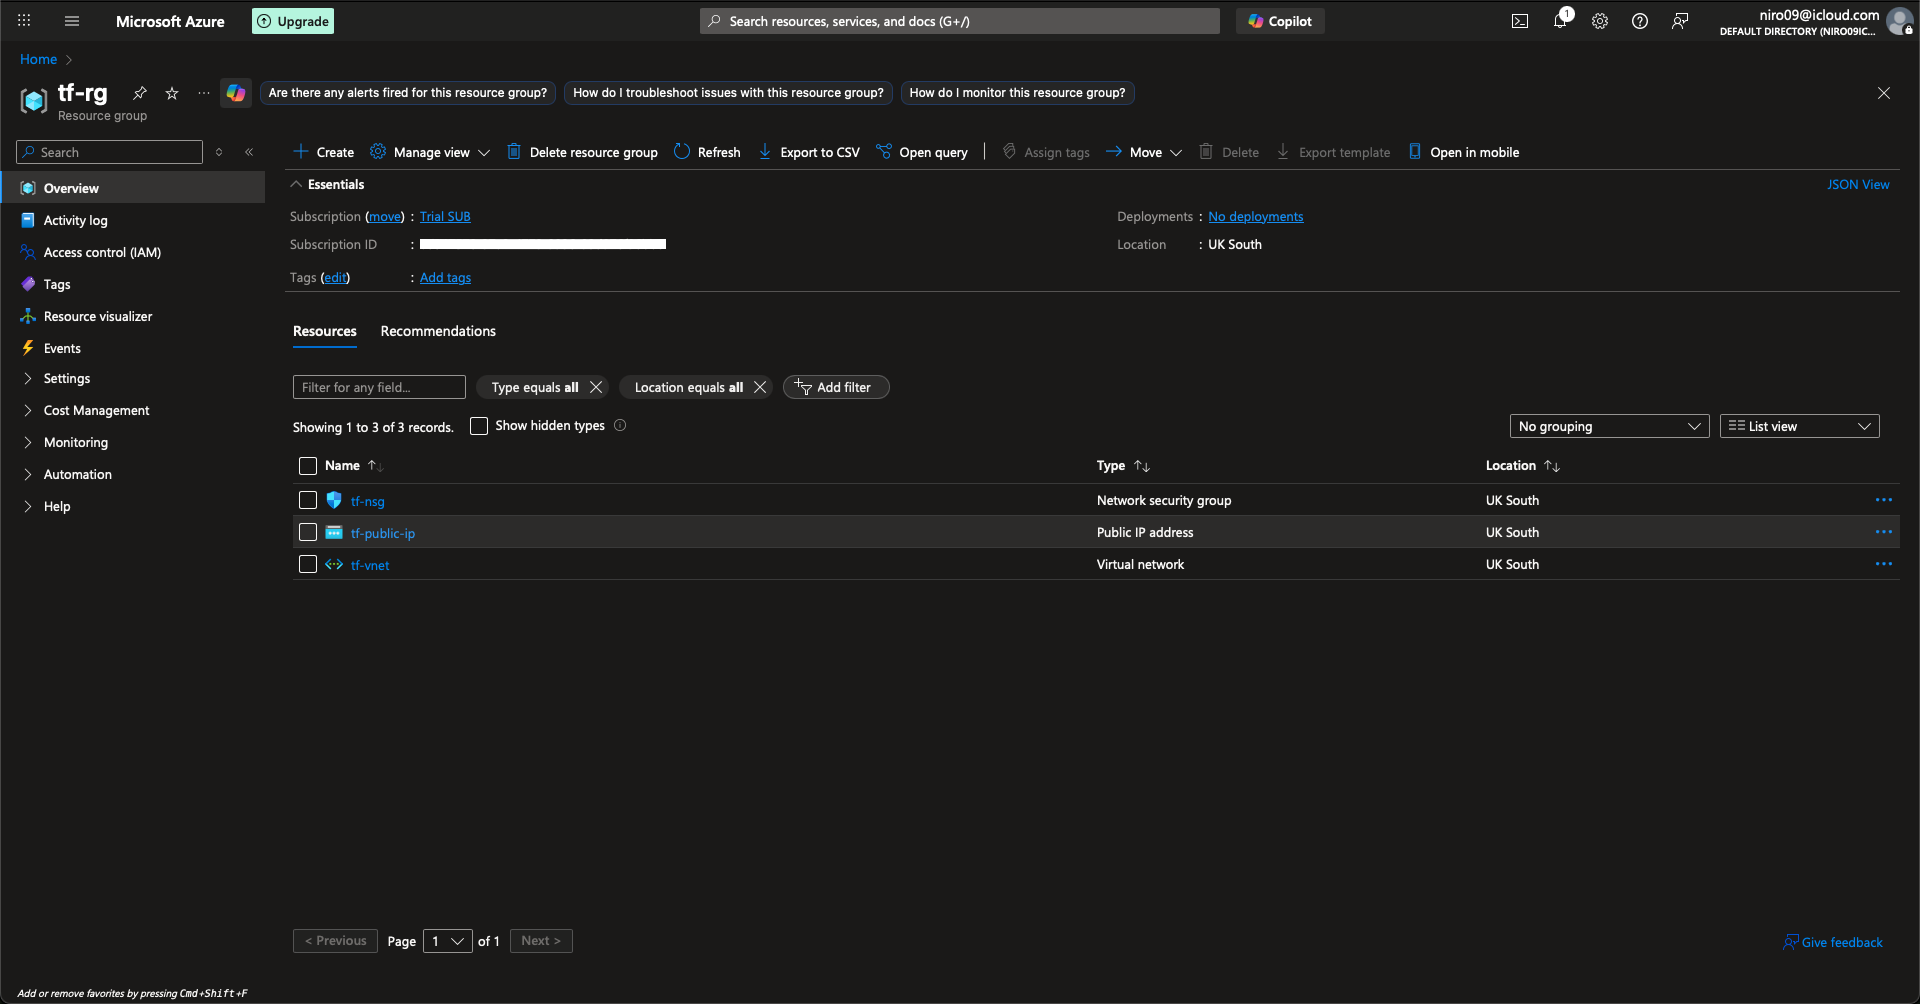 Microsoft Azure
Upgrade
Search resources, services, and docs (G+/)
Copilot
1
niro09@icloud.com
DEFAULT DIRECTORY (NIRO09IC...
Home
tf-rg
Resource group
Are there any alerts fired for this resource group?
How do I troubleshoot issues with this resource group?
How do I monitor this resource group?
Search
Overview
Activity log
Access control (IAM)
Tags
Resource visualizer
Events
Settings
Cost Management
Monitoring
Automation
Help
Create
Manage view
Delete resource group
Refresh
Export to CSV
Open query
Assign tags
Move
Delete
Export template
Open in mobile
Essentials
JSON View
Subscription (move) : Trial SUB
Subscription ID :
Tags (edit) : Add tags
Deployments : No deployments
Location : UK South
Resources
Recommendations
Filter for any field...
Type equals all
Location equals all
Add filter
Showing 1 to 3 of 3 records.
Show hidden types
No grouping
List view
Name Type Location
tf-nsg Network security group UK South
tf-public-ip Public IP address UK South
tf-vnet Virtual network UK South
< Previous Page 1 of 1 Next >
Give feedback
Add or remove favorites by pressing Cmd+Shift+F